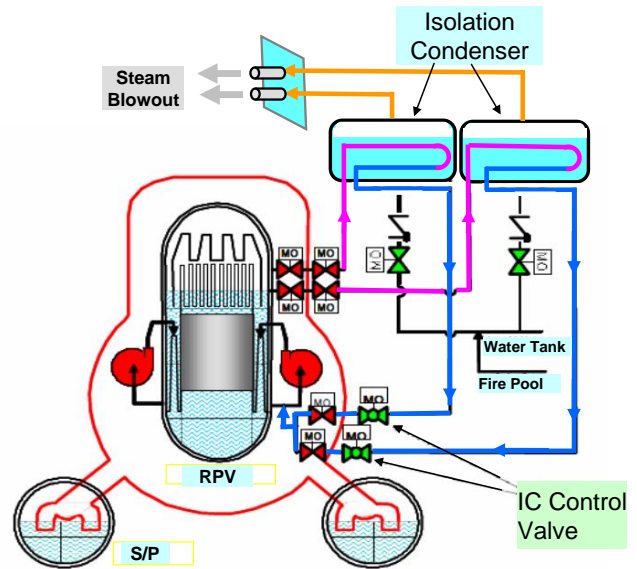 Isolation
Condenser
Steam
Blowout
MO
MO
MO
MO
MO
MO
Water Tank
Fire Pool
MO
MO
MO
MO
RPV
IC Control
Valve
S/P